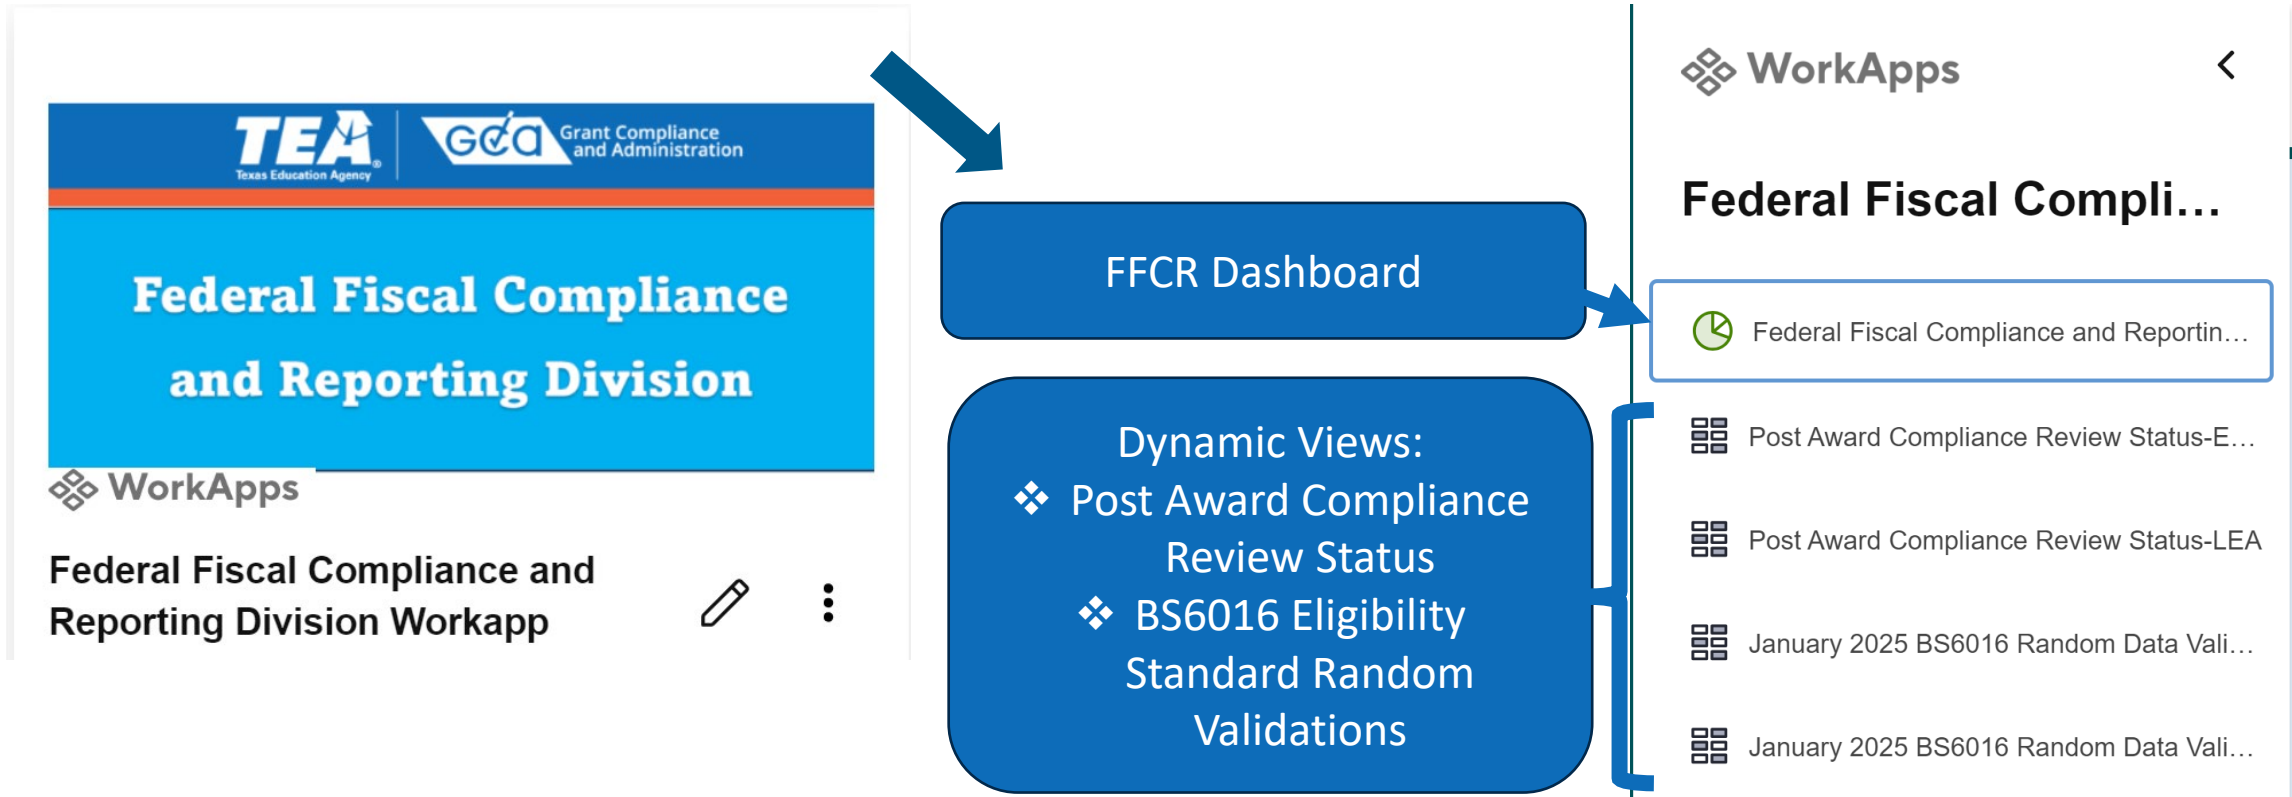 TEA
®
Texas Education Agency
GCA
Grant Compliance
and Administration
Federal Fiscal Compliance
and Reporting Division
WorkApps
Federal Fiscal Compliance and
Reporting Division Workapp
FFCR Dashboard
Dynamic Views:
❖ Post Award Compliance
Review Status
❖ BS6016 Eligibility
Standard Random
Validations
WorkApps
Federal Fiscal Compli...
Federal Fiscal Compliance and Reportin...
Post Award Compliance Review Status-E...
Post Award Compliance Review Status-LEA
January 2025 BS6016 Random Data Vali...
January 2025 BS6016 Random Data Vali...